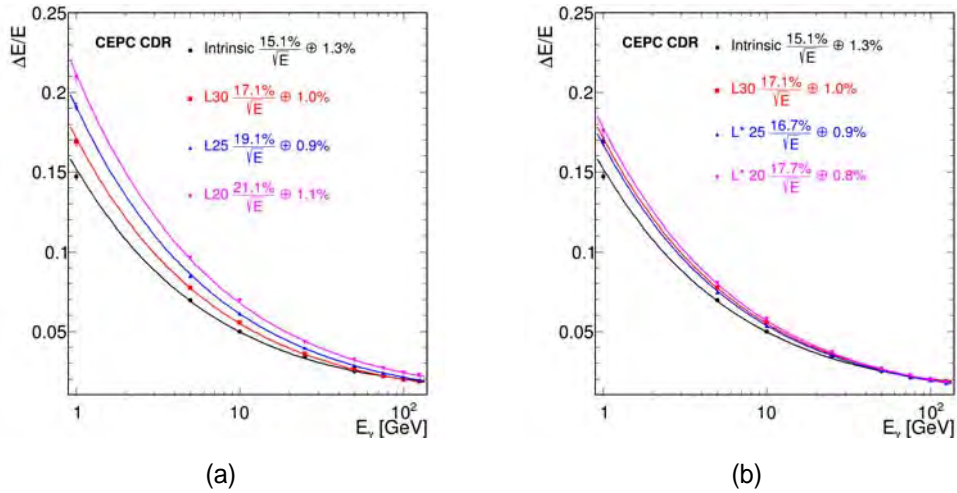 ΔE/E
0.25
0.2
0.15
0.1
0.05
CEPC CDR
Intrinsic 15.1%/√E ⊕ 1.3%
L30 17.1%/√E ⊕ 1.0%
L25 19.1%/√E ⊕ 0.9%
L20 21.1%/√E ⊕ 1.1%
1 10 10²
Eγ [GeV]
(a)
ΔE/E
0.25
0.2
0.15
0.1
0.05
CEPC CDR
Intrinsic 15.1%/√E ⊕ 1.3%
L30 17.1%/√E ⊕ 1.0%
L* 25 16.7%/√E ⊕ 0.9%
L* 20 17.7%/√E ⊕ 0.8%
1 10 10²
Eγ [GeV]
(b)